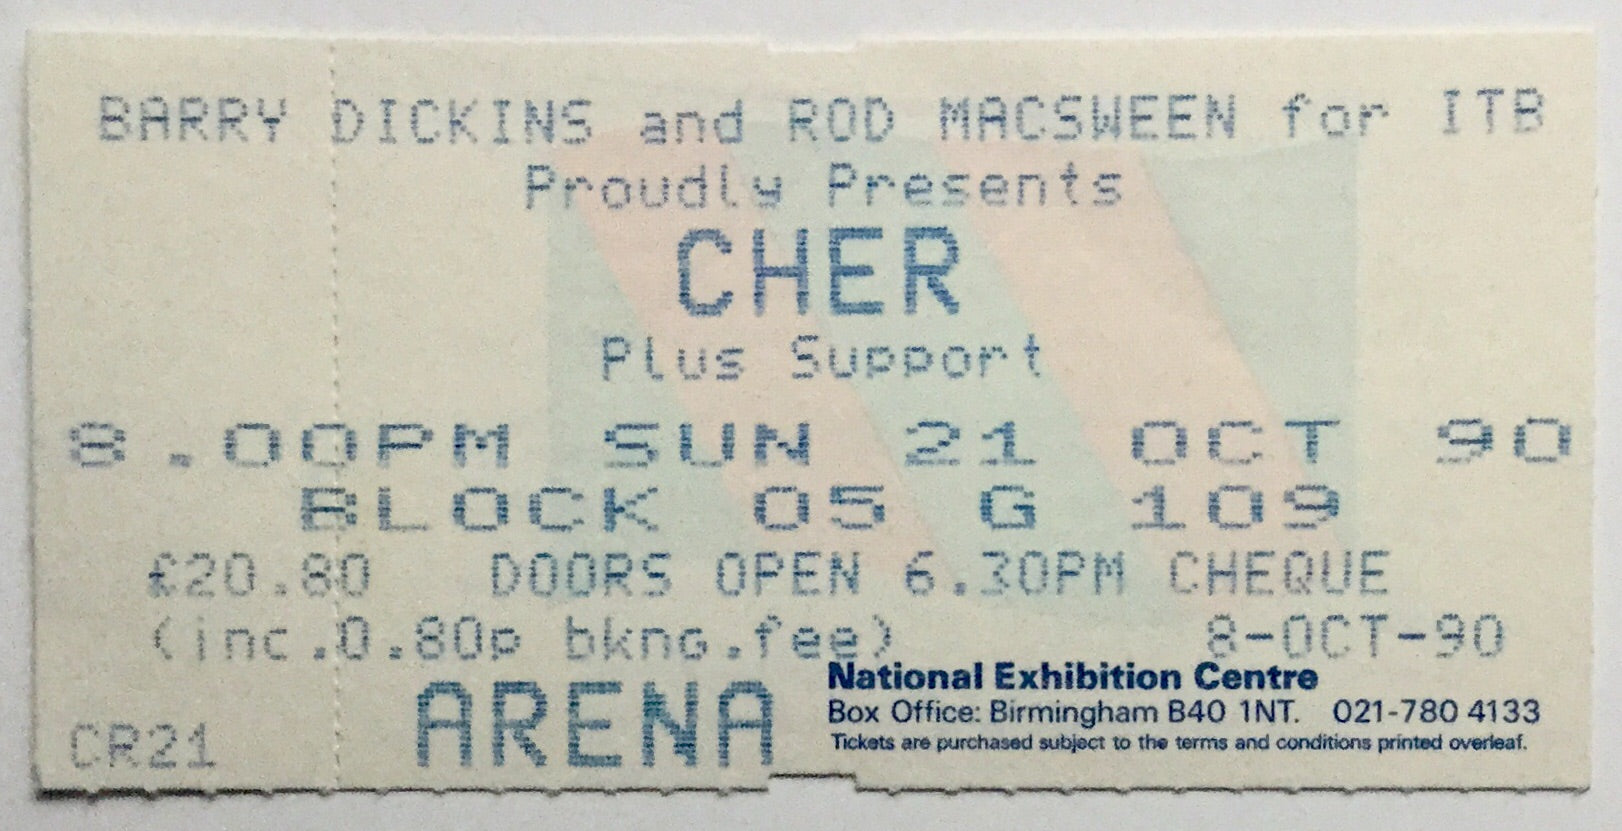 BARRY DICKINS and ROD MACSWEEN for ITB
Proudly Presents
CHER
Plus Support
8.00PM SUN 21 OCT 90
BLOCK 05 G 109
£20.80 DOORS OPEN 6.30PM CHEQUE
(inc.0.80p bkng.fee) 8-OCT-90
CR21 ARENA
National Exhibition Centre
Box Office: Birmingham B40 1NT. 021-780 4133
Tickets are purchased subject to the terms and conditions printed overleaf.